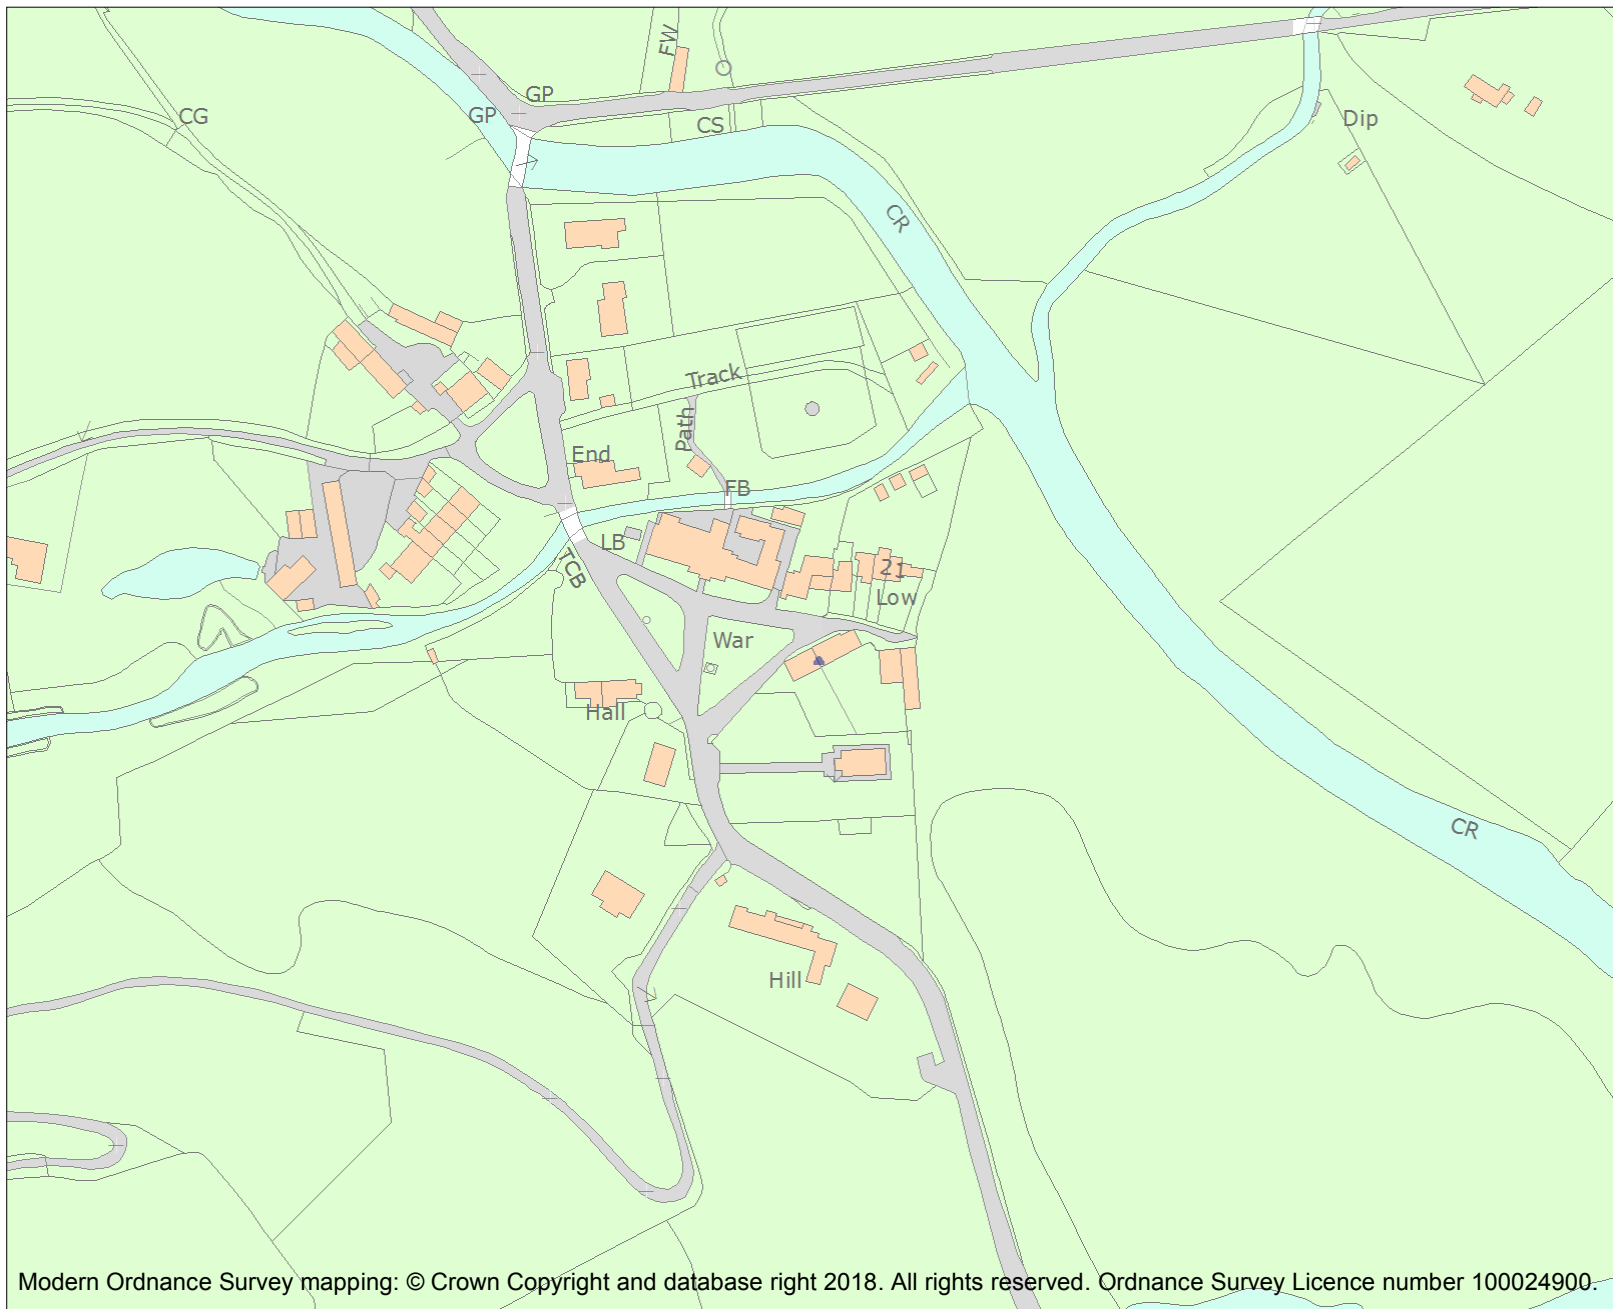 FW
GP
GP
CG
CS
Dip
CR
Track
Path
End
FB
LB
TCB
21
Low
War
Hall
CR
Hill
Modern Ordnance Survey mapping: © Crown Copyright and database right 2018. All rights reserved. Ordnance Survey Licence number 100024900.